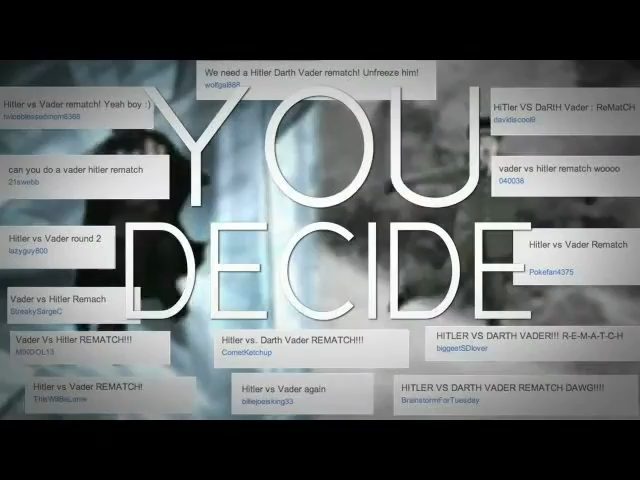 We need a Hitler Darth Vader rematch! Unfreeze him!
wolfgal888
Hitler vs Vader rematch! Yeah boy :)
twiceblessedmom6368
HiTler VS DaRtH Vader : ReMatCH
davidiscool9
YOU
can you do a vader hitler rematch
21swebb
vader vs hitler rematch woooo
040036
Hitler vs Vader round 2
lazyguy800
Hitler vs Vader Rematch
Pokefan4375
DECIDE
Vader vs Hitler Remach
StreakySargeC
Vader Vs Hitler REMATCH!!!
Hitler vs. Darth Vader REMATCH!!!
CometKetchup
HITLER VS DARTH VADER!!! R-E-M-A-T-C-H
biggestSDlover
Hitler vs Vader REMATCH!
ThisWillBeLame
Hitler vs Vader again
billiejoeisking33
HITLER VS DARTH VADER REMATCH DAWG!!!!
BrainstormForTuesday